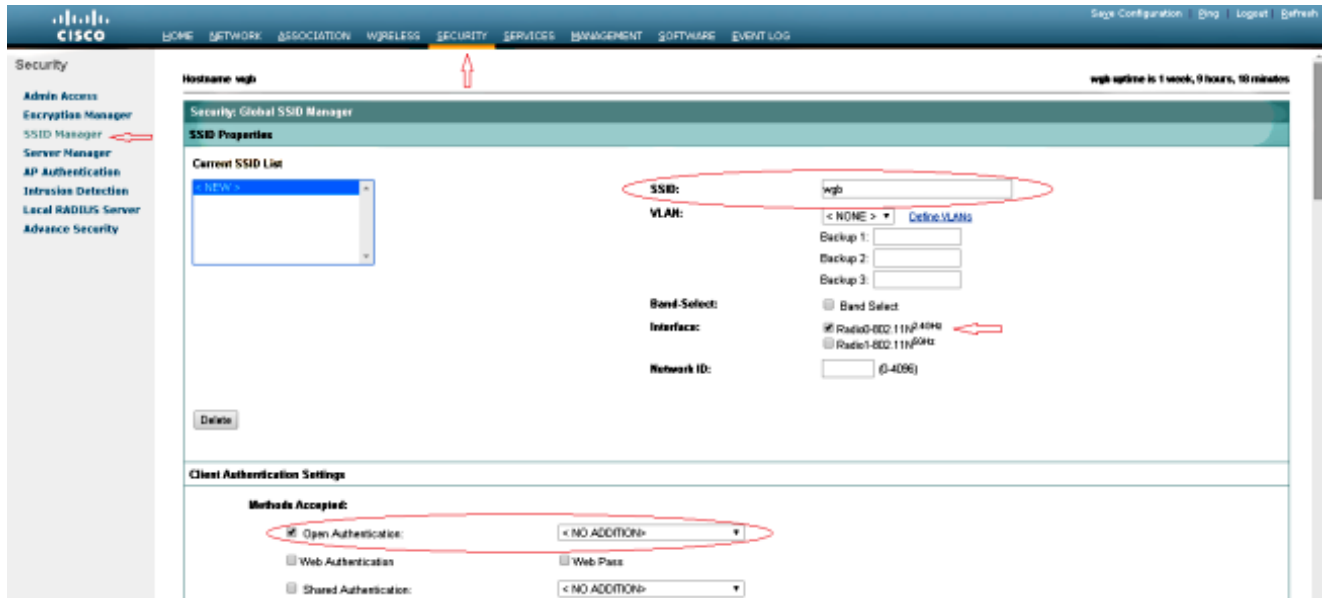 Save Configuration Ping Logout Refresh
CISCO
HOME NETWORK ASSOCIATION WIRELESS SECURITY SERVICES MANAGEMENT SOFTWARE EVENT LOG
Security
Admin Access
Encryption Manager
SSID Manager
Server Manager
AP Authentication
Intrusion Detection
Local RADIUS Server
Advance Security
Hostname wgb
wgb uptime is 1 week, 9 hours, 18 minutes
Security: Global SSID Manager
SSID Properties
Current SSID List
< NEW >
SSID: wgb
VLAN: < NONE > Define VLANs
Backup 1:
Backup 2:
Backup 3:
Band-Select: Band Select
Interface: Radio0-802.11N2.4GHz
Radio1-802.11N5GHz
Network ID: (0-4096)
Delete
Client Authentication Settings
Methods Accepted:
Open Authentication: < NO ADDITION>
Web Authentication Web Pass
Shared Authentication: < NO ADDITION>